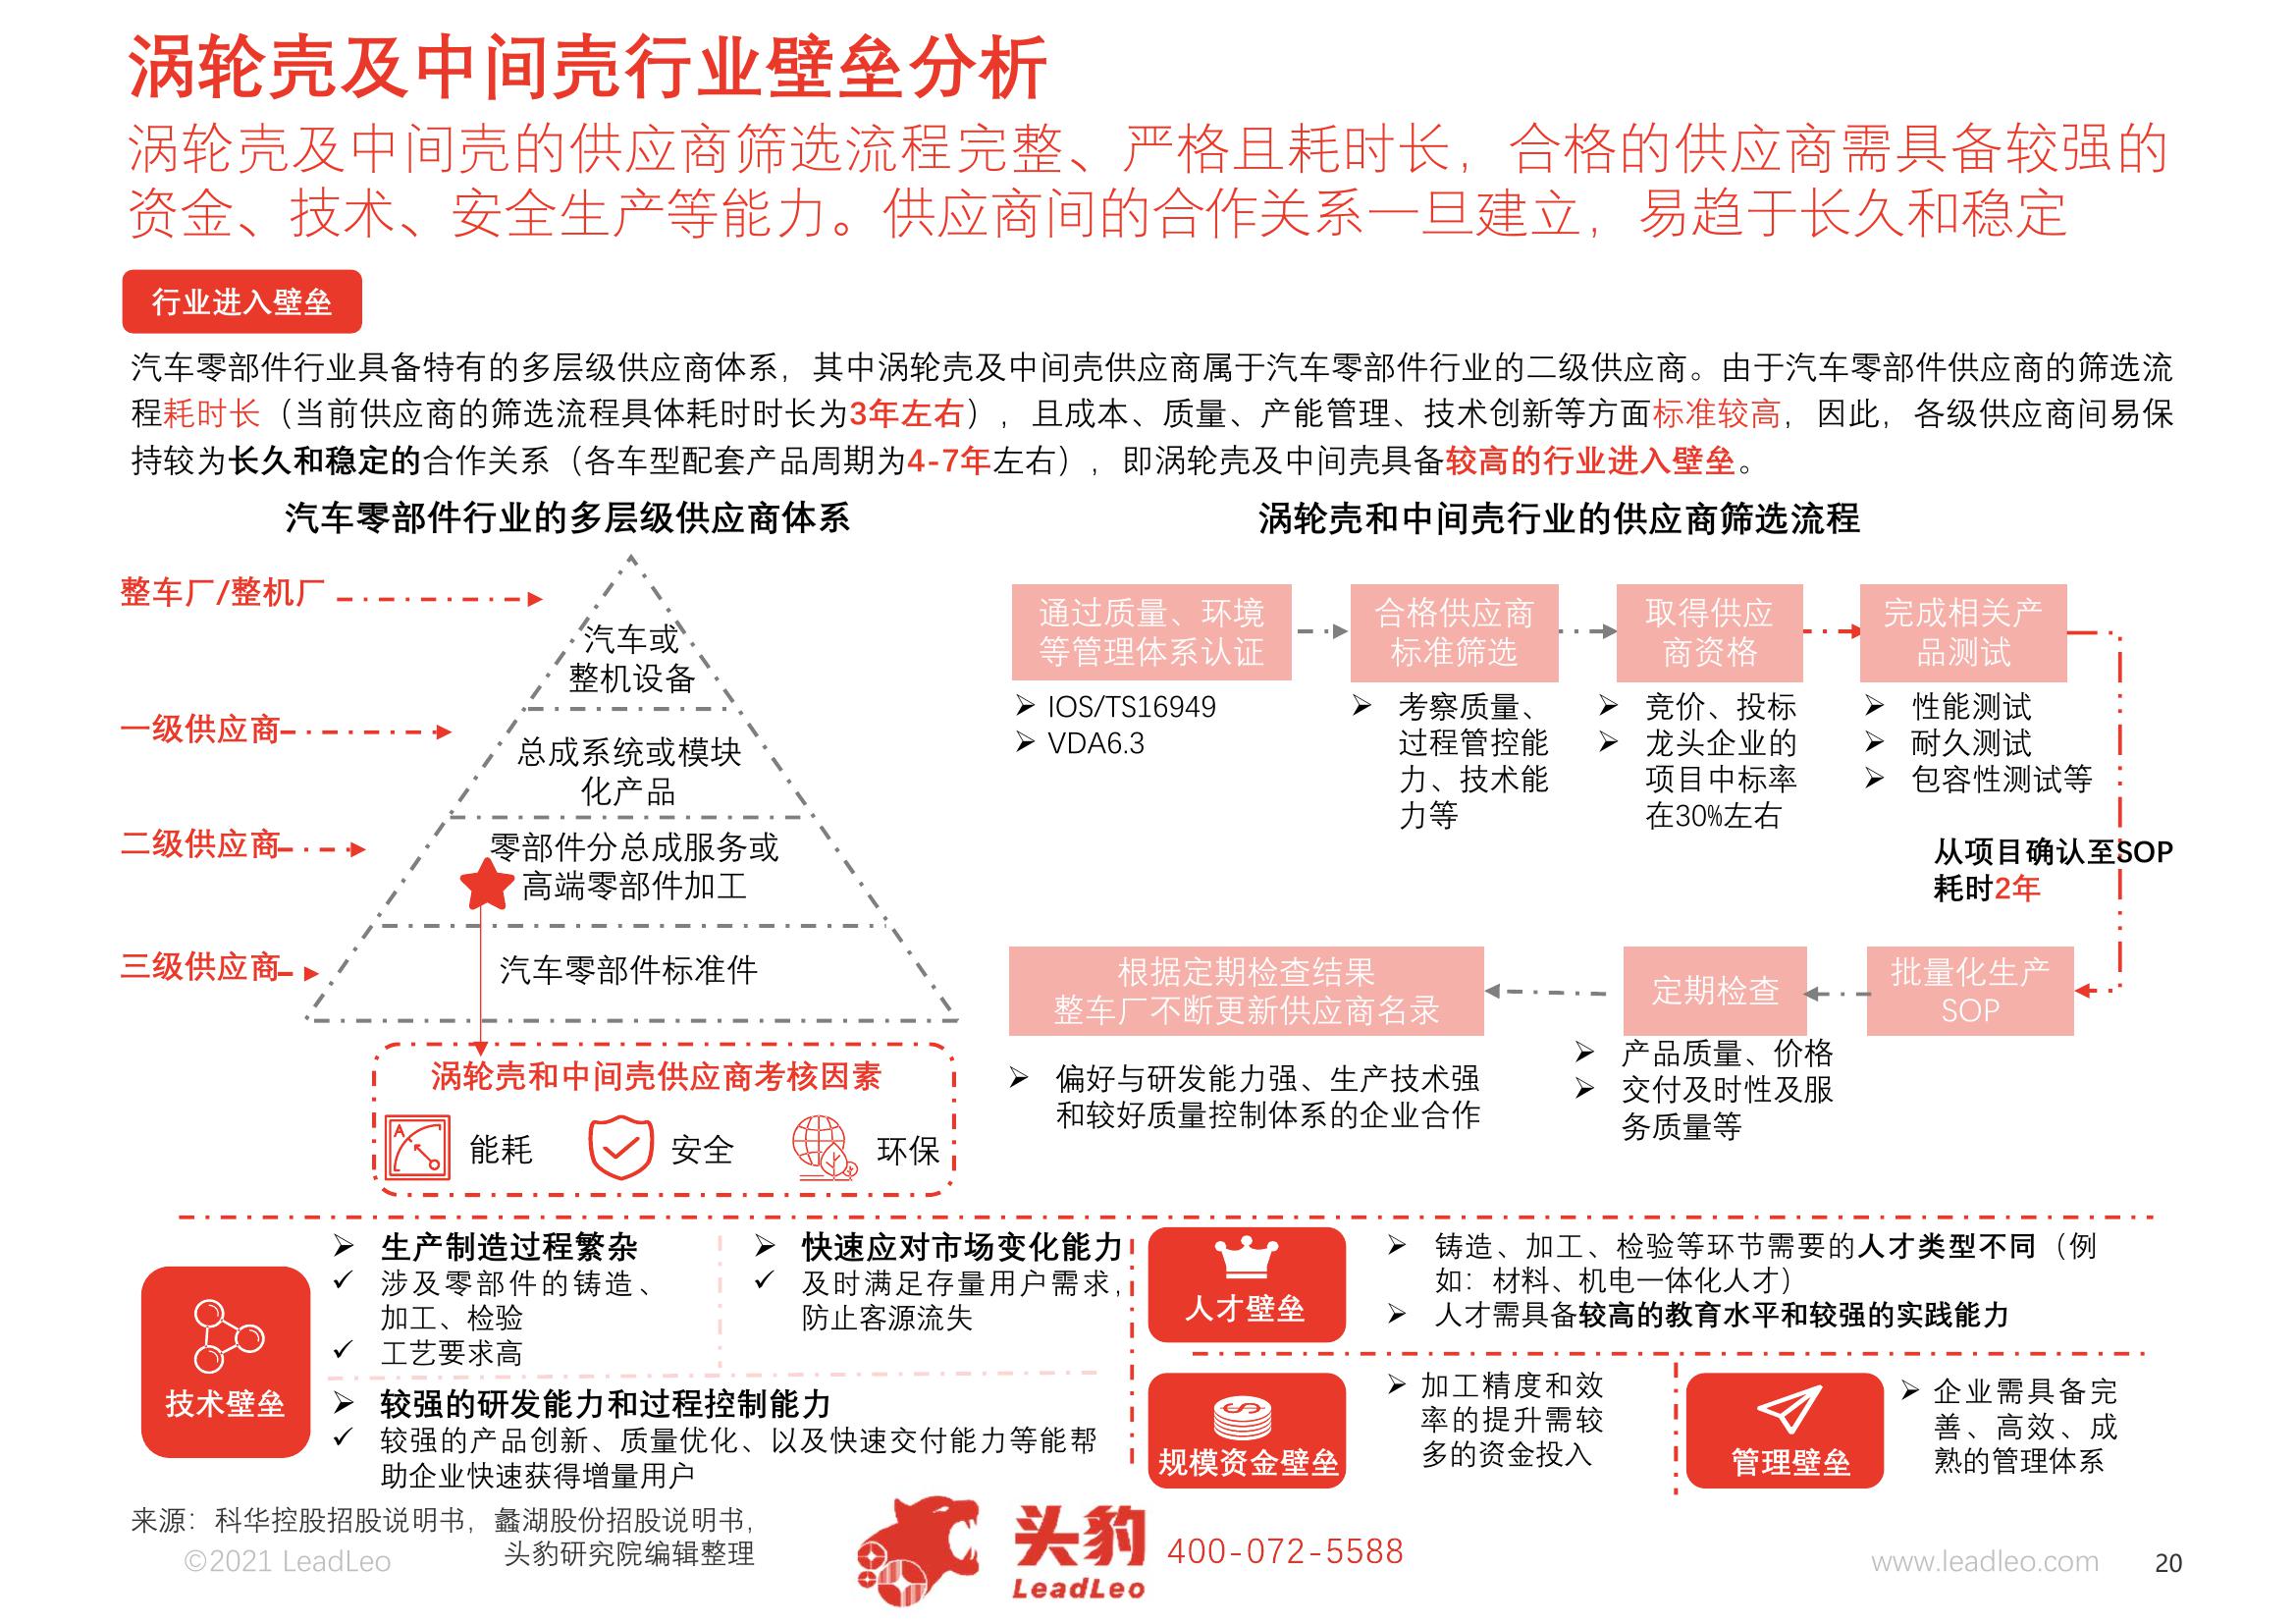 涡轮壳及中间壳行业壁垒分析
涡轮壳及中间壳的供应商筛选流程完整、严格且耗时长，合格的供应商需具备较强的
资金、技术、安全生产等能力。供应商间的合作关系一旦建立，易趋于长久和稳定
行业进入壁垒
汽车零部件行业具备特有的多层级供应商体系，其中涡轮壳及中间壳供应商属于汽车零部件行业的二级供应商。由于汽车零部件供应商的筛选流
程耗时长（当前供应商的筛选流程具体耗时时长为3年左右），且成本、质量、产能管理、技术创新等方面标准较高，因此，各级供应商间易保
持较为长久和稳定的合作关系（各车型配套产品周期为4-7年左右），即涡轮壳及中间壳具备较高的行业进入壁垒。
汽车零部件行业的多层级供应商体系
整车厂/整机厂
汽车或
整机设备
一级供应商
总成系统或模块
化产品
二级供应商
零部件分总成服务或
高端零部件加工
三级供应商
汽车零部件标准件
涡轮壳和中间壳供应商考核因素
A
能耗
安全
环保
涡轮壳和中间壳行业的供应商筛选流程
通过质量、环境
等管理体系认证
➢ IOS/TS16949
➢ VDA6.3
合格供应商
标准筛选
➢ 考察质量、
过程管控能
力、技术能
力等
取得供应
商资格
➢ 竞价、投标
➢ 龙头企业的
项目中标率
在30%左右
完成相关产
品测试
➢ 性能测试
➢ 耐久测试
➢ 包容性测试等
从项目确认至SOP
耗时2年
批量化生产
SOP
定期检查
➢ 产品质量、价格
➢ 交付及时性及服
务质量等
根据定期检查结果
整车厂不断更新供应商名录
➢ 偏好与研发能力强、生产技术强
和较好质量控制体系的企业合作
技术壁垒
➢ 生产制造过程繁杂
✓ 涉及零部件的铸造、
加工、检验
✓ 工艺要求高
➢ 快速应对市场变化能力
✓ 及时满足存量用户需求，
防止客源流失
➢ 较强的研发能力和过程控制能力
✓ 较强的产品创新、质量优化、以及快速交付能力等能帮
助企业快速获得增量用户
人才壁垒
➢ 铸造、加工、检验等环节需要的人才类型不同（例
如：材料、机电一体化人才）
➢ 人才需具备较高的教育水平和较强的实践能力
$
规模资金壁垒
➢ 加工精度和效
率的提升需较
多的资金投入
管理壁垒
➢ 企业需具备完
善、高效、成
熟的管理体系
来源：科华控股招股说明书，蠡湖股份招股说明书，
头豹研究院编辑整理
©2021 LeadLeo
头豹
LeadLeo
400-072-5588
www.leadleo.com
20